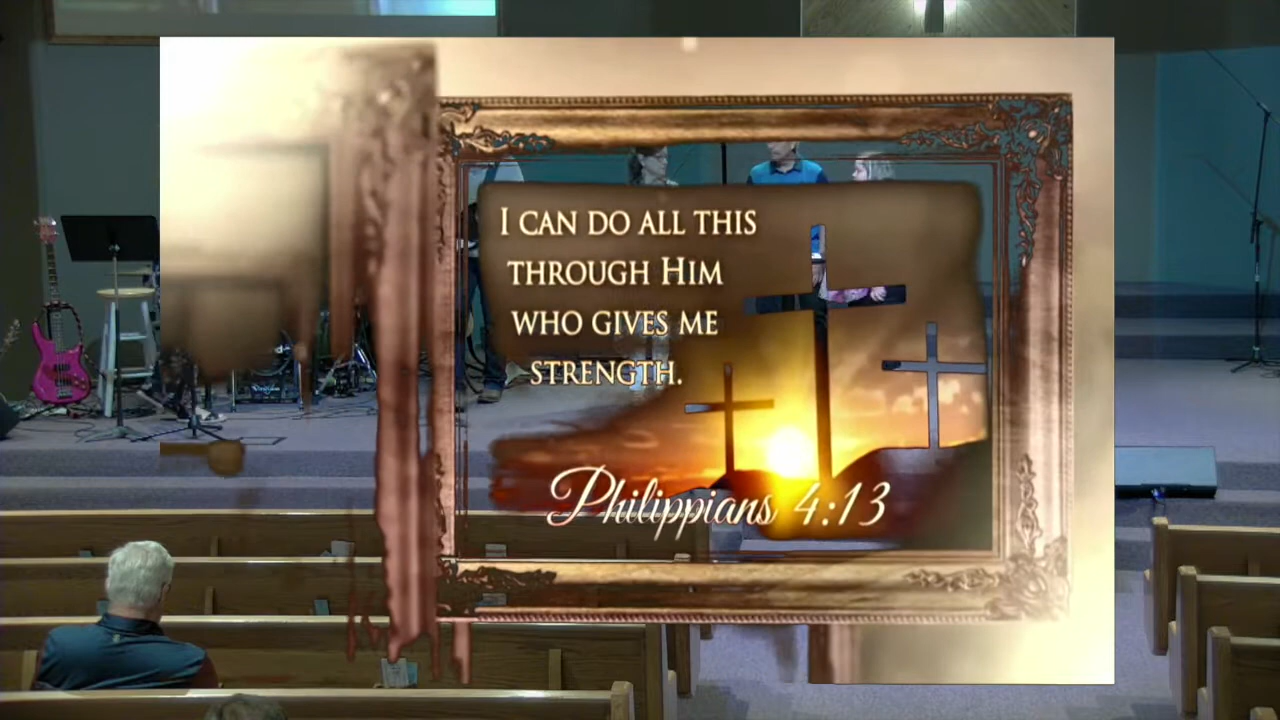 I CAN DO ALL THIS
THROUGH HIM
WHO GIVES ME
STRENGTH.
Philippians 4:13